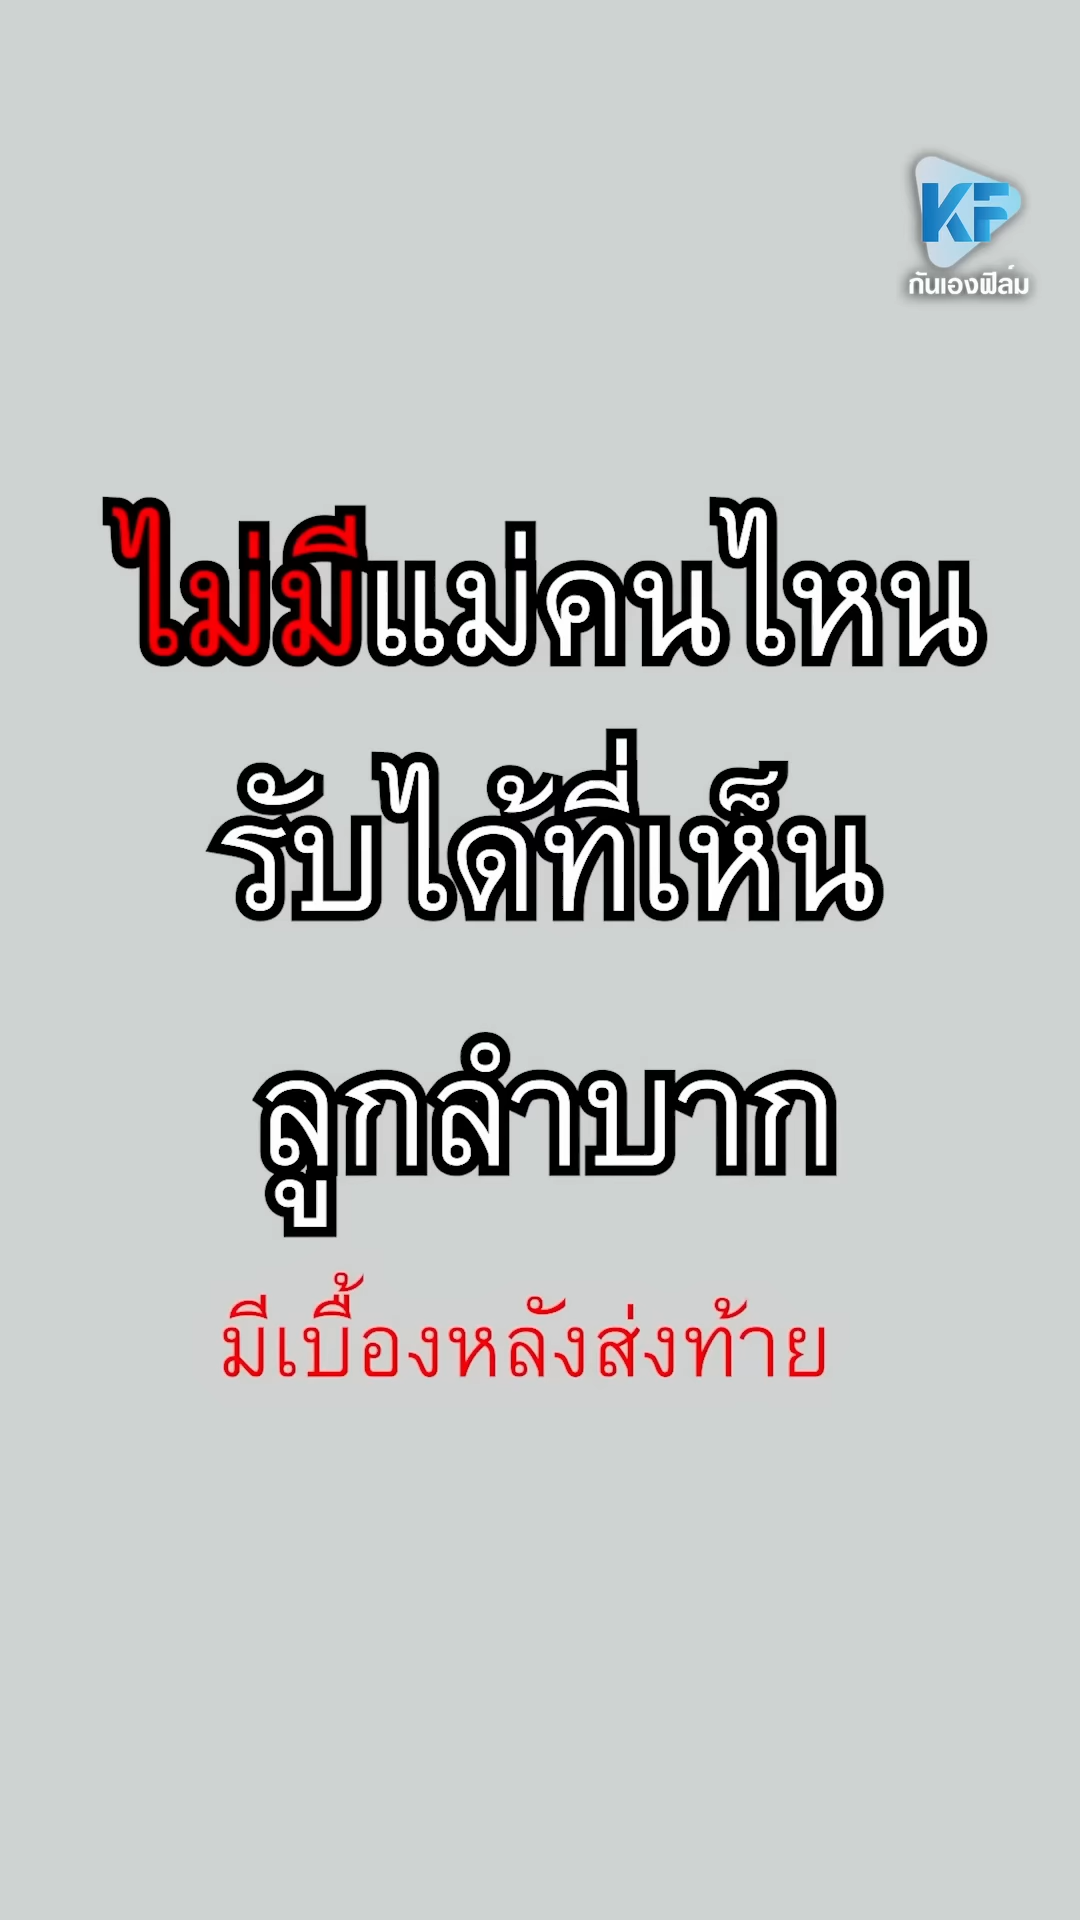 KF
กันเองฟิล์ม
ไม่มีแม่คนไหน
รับได้ที่เห็น
ลูกลำบาก
มีเบื้องหลังส่งท้าย